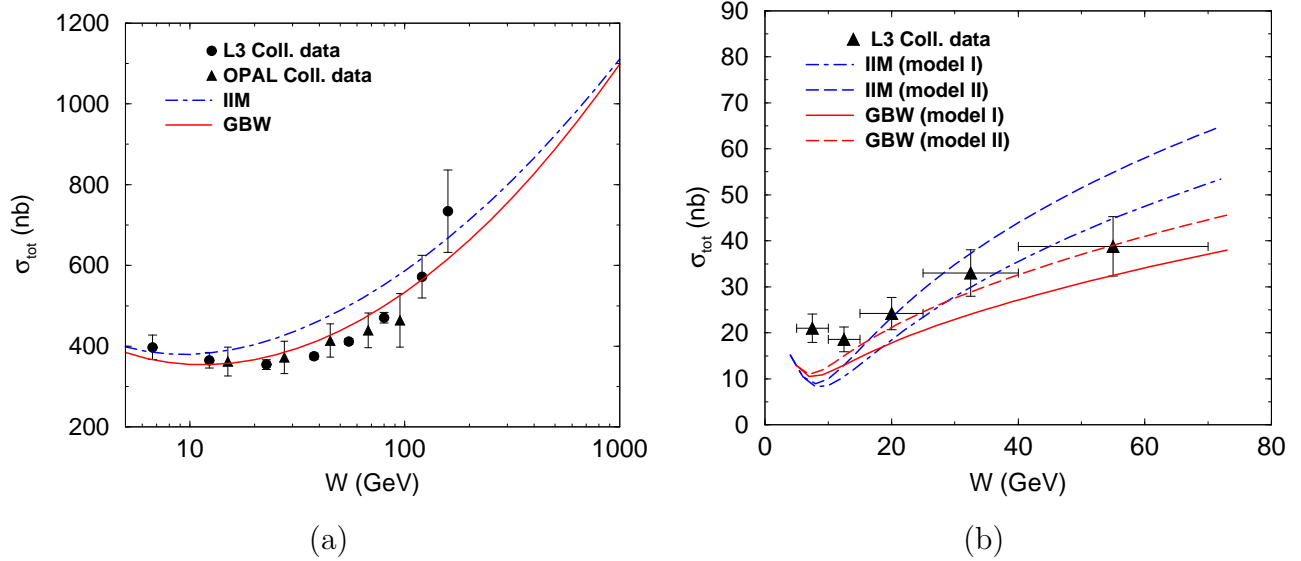 1200
1000
800
600
400
200
σtot (nb)
L3 Coll. data
OPAL Coll. data
IIM
GBW
10 100 1000
W (GeV)
(a)
90
80
70
60
50
40
30
20
10
0
σtot (nb)
L3 Coll. data
IIM (model I)
IIM (model II)
GBW (model I)
GBW (model II)
0 20 40 60 80
W (GeV)
(b)